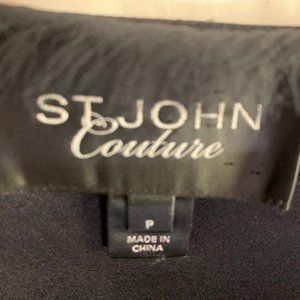 ST. JOHN
Couture
P
MADE IN
CHINA